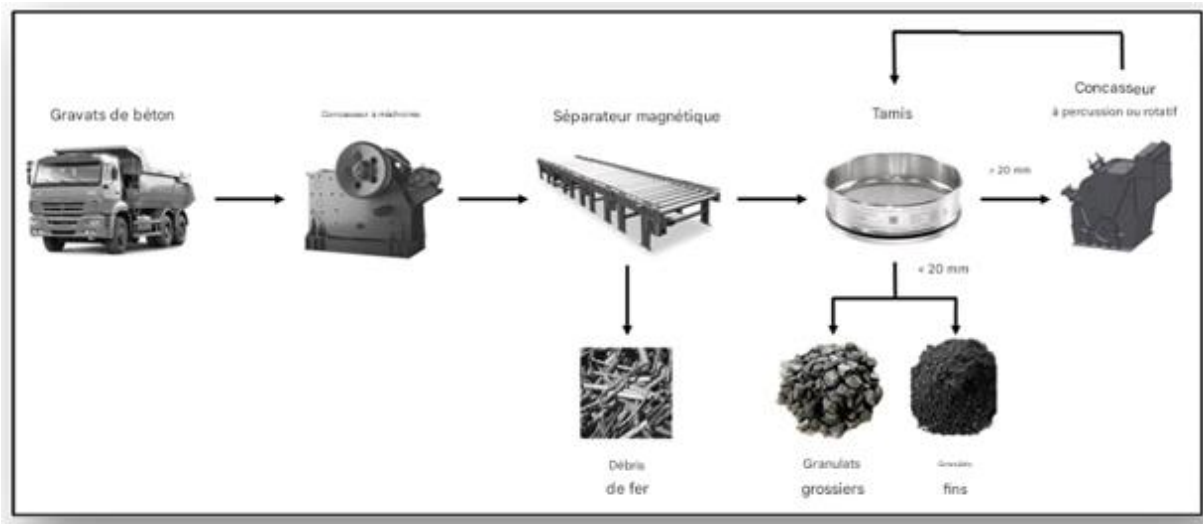 Gravats de béton
Concasseur à mâchoires
Séparateur magnétique
Tamis
Concasseur
à percussion ou rotatif
> 20 mm
< 20 mm
Débris
de fer
Granulats
grossiers
Granulats
fins